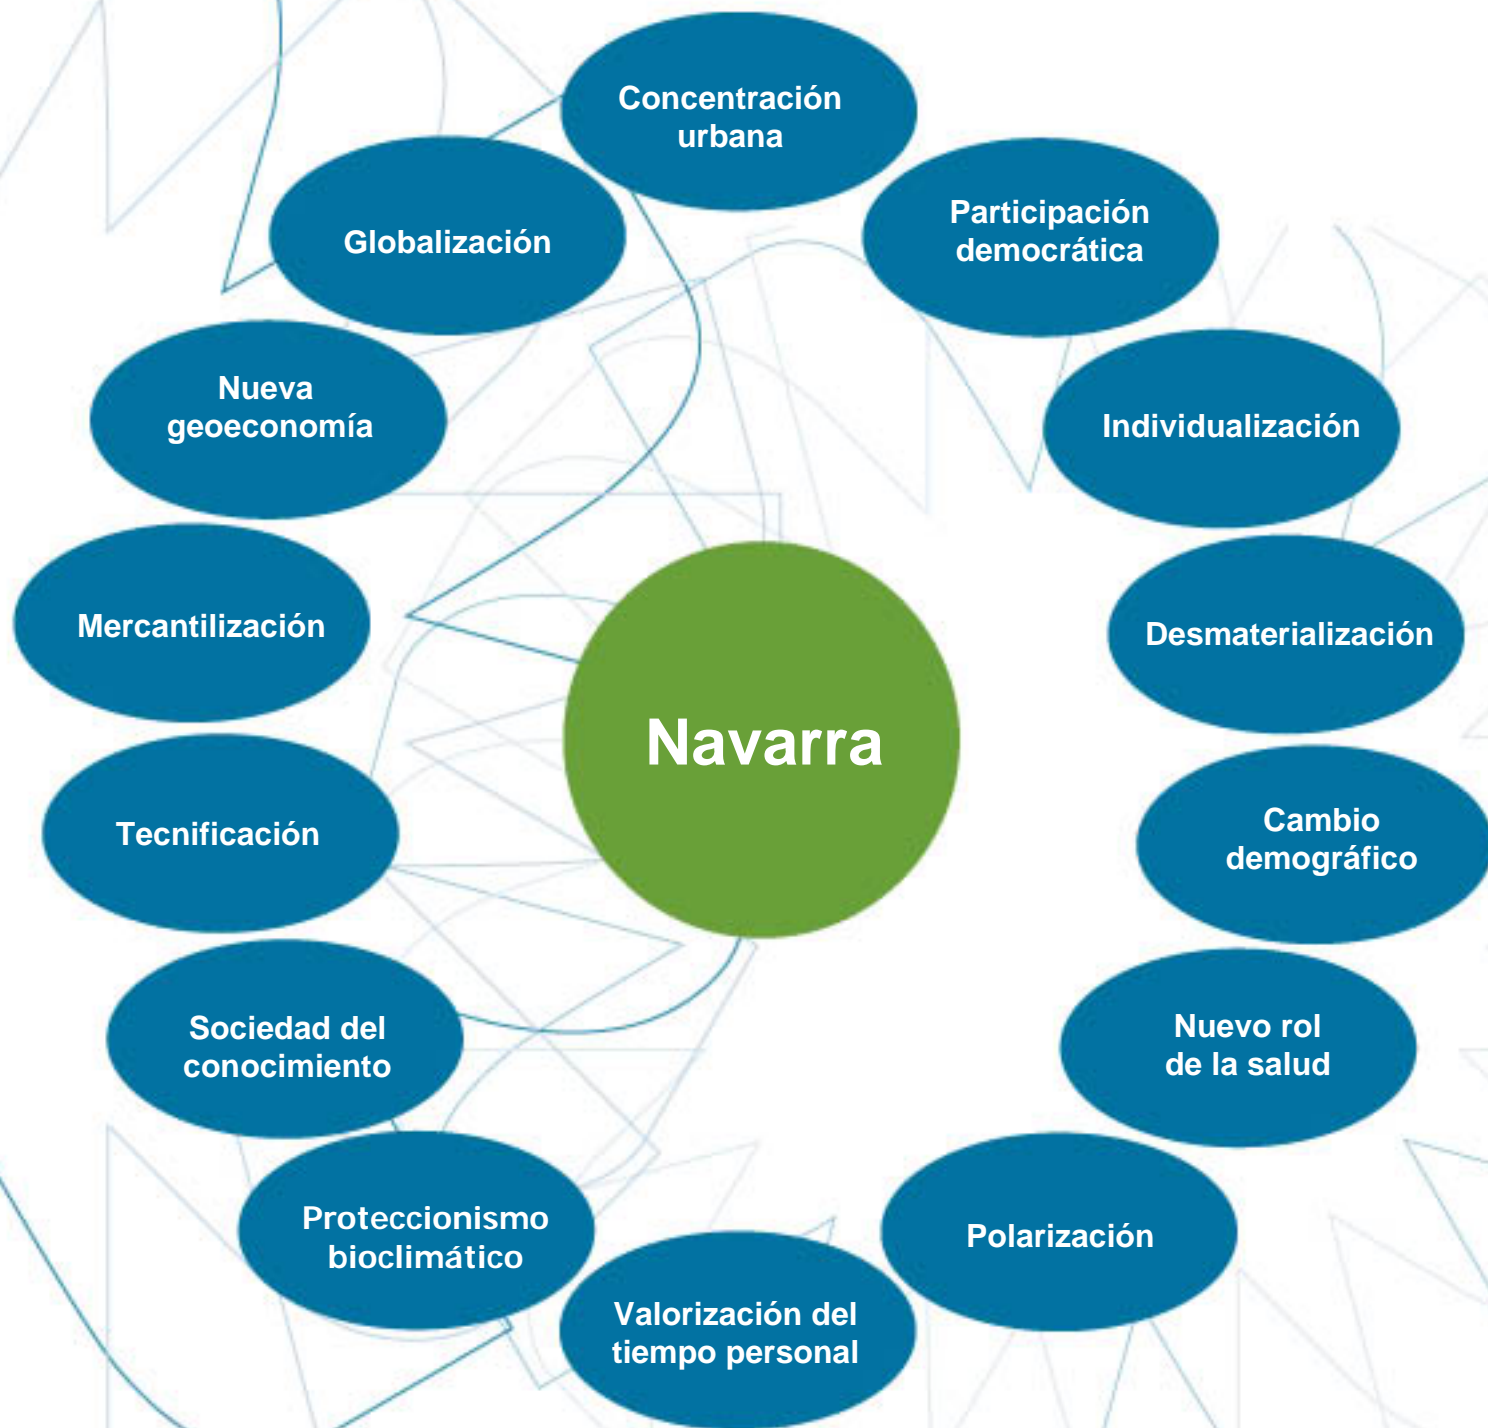 Concentración
urbana
Participación
democrática
Globalización
Nueva
geoeconomía
Individualización
Mercantilización
Desmaterialización
Navarra
Tecnificación
Cambio
demográfico
Sociedad del
conocimiento
Nuevo rol
de la salud
Proteccionismo
bioclimático
Polarización
Valorización del
tiempo personal